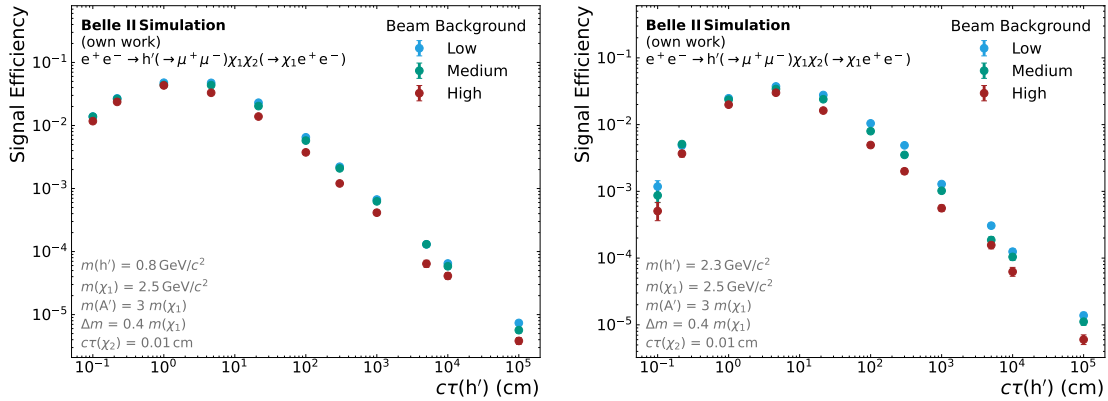 Belle II Simulation
(own work)
e⁺e⁻ → h′(→ μ⁺μ⁻)χ₁χ₂(→ χ₁e⁺e⁻)
Beam Background
Low
Medium
High
Signal Efficiency
10⁻¹
10⁻²
10⁻³
10⁻⁴
10⁻⁵
m(h′) = 0.8 GeV/c²
m(χ₁) = 2.5 GeV/c²
m(A′) = 3 m(χ₁)
Δm = 0.4 m(χ₁)
cτ(χ₂) = 0.01 cm
10⁻¹ 10⁰ 10¹ 10² 10³ 10⁴ 10⁵
cτ(h′) (cm)
Belle II Simulation
(own work)
e⁺e⁻ → h′(→ μ⁺μ⁻)χ₁χ₂(→ χ₁e⁺e⁻)
Beam Background
Low
Medium
High
Signal Efficiency
10⁻¹
10⁻²
10⁻³
10⁻⁴
10⁻⁵
m(h′) = 2.3 GeV/c²
m(χ₁) = 2.5 GeV/c²
m(A′) = 3 m(χ₁)
Δm = 0.4 m(χ₁)
cτ(χ₂) = 0.01 cm
10⁻¹ 10⁰ 10¹ 10² 10³ 10⁴ 10⁵
cτ(h′) (cm)